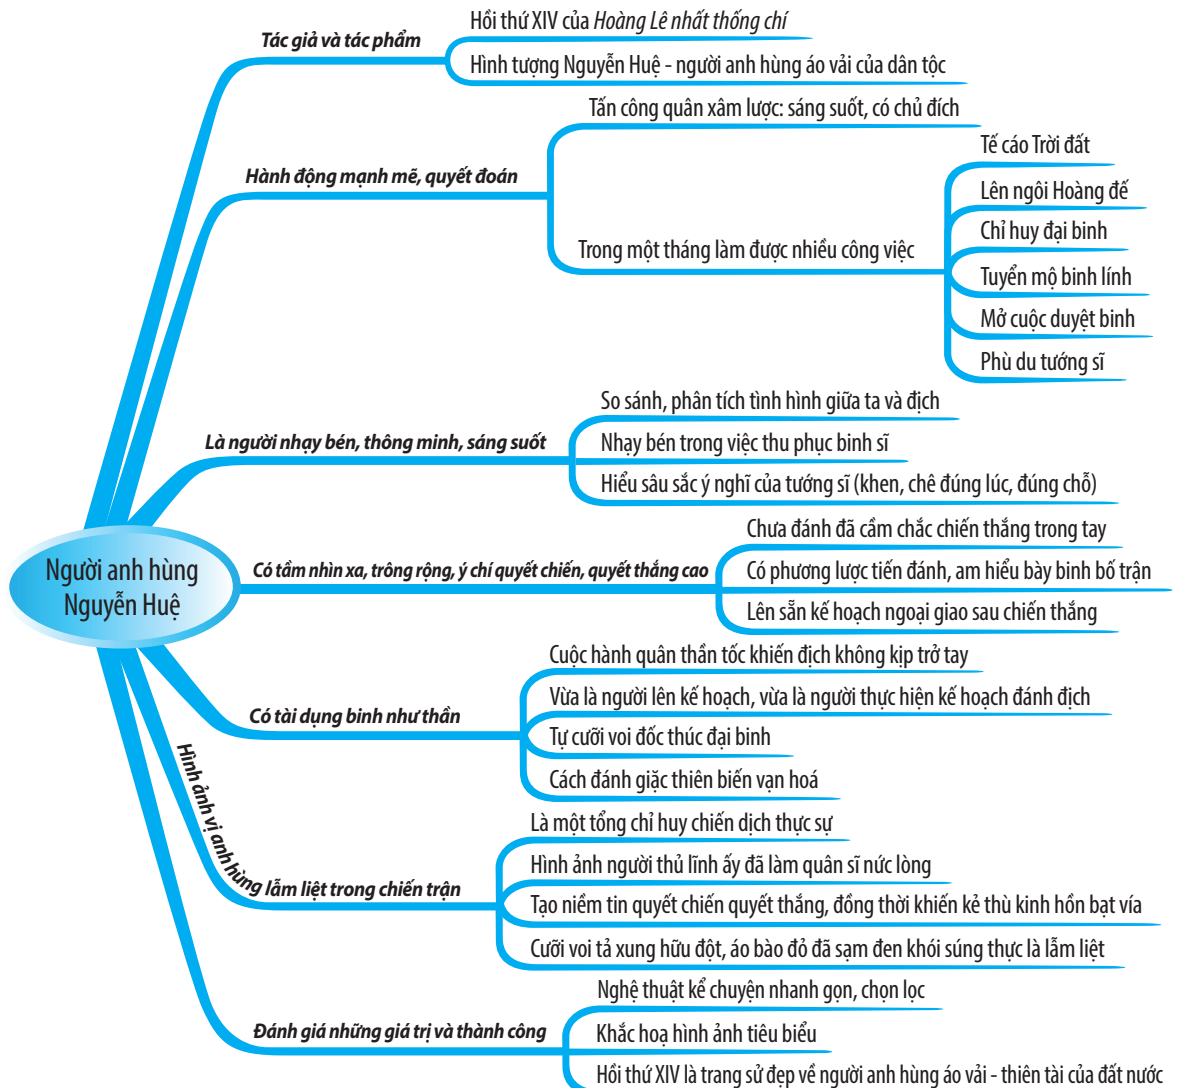 Hồi thứ XIV của Hoàng Lê nhất thống chí
Tác giả và tác phẩm
Hình tượng Nguyễn Huệ - người anh hùng áo vải của dân tộc
Tấn công quân xâm lược: sáng suốt, có chủ đích
Hành động mạnh mẽ, quyết đoán
Trong một tháng làm được nhiều công việc
Tế cáo Trời đất
Lên ngôi Hoàng đế
Chỉ huy đại binh
Tuyển mộ binh lính
Mở cuộc duyệt binh
Phù du tướng sĩ
So sánh, phân tích tình hình giữa ta và địch
Là người nhạy bén, thông minh, sáng suốt
Nhạy bén trong việc thu phục binh sĩ
Hiểu sâu sắc ý nghĩ của tướng sĩ (khen, chê đúng lúc, đúng chỗ)
Người anh hùng
Nguyễn Huệ
Chưa đánh đã cầm chắc chiến thắng trong tay
Có tầm nhìn xa, trông rộng, ý chí quyết chiến, quyết thắng cao
Có phương lược tiến đánh, am hiểu bày binh bố trận
Lên sẵn kế hoạch ngoại giao sau chiến thắng
Cuộc hành quân thần tốc khiến địch không kịp trở tay
Vừa là người lên kế hoạch, vừa là người thực hiện kế hoạch đánh địch
Có tài dụng binh như thần
Tự cưỡi voi đốc thúc đại binh
Cách đánh giặc thiên biến vạn hoá
Là một tổng chỉ huy chiến dịch thực sự
Hình ảnh người thủ lĩnh ấy đã làm quân sĩ nức lòng
Hình ảnh vị anh hùng lẫm liệt trong chiến trận
Tạo niềm tin quyết chiến quyết thắng, đồng thời khiến kẻ thù kinh hồn bạt vía
Cưỡi voi tả xung hữu đột, áo bào đỏ đã sạm đen khói súng thực là lẫm liệt
Nghệ thuật kể chuyện nhanh gọn, chọn lọc
Đánh giá những giá trị và thành công
Khắc hoạ hình ảnh tiêu biểu
Hồi thứ XIV là trang sử đẹp về người anh hùng áo vải - thiên tài của đất nước